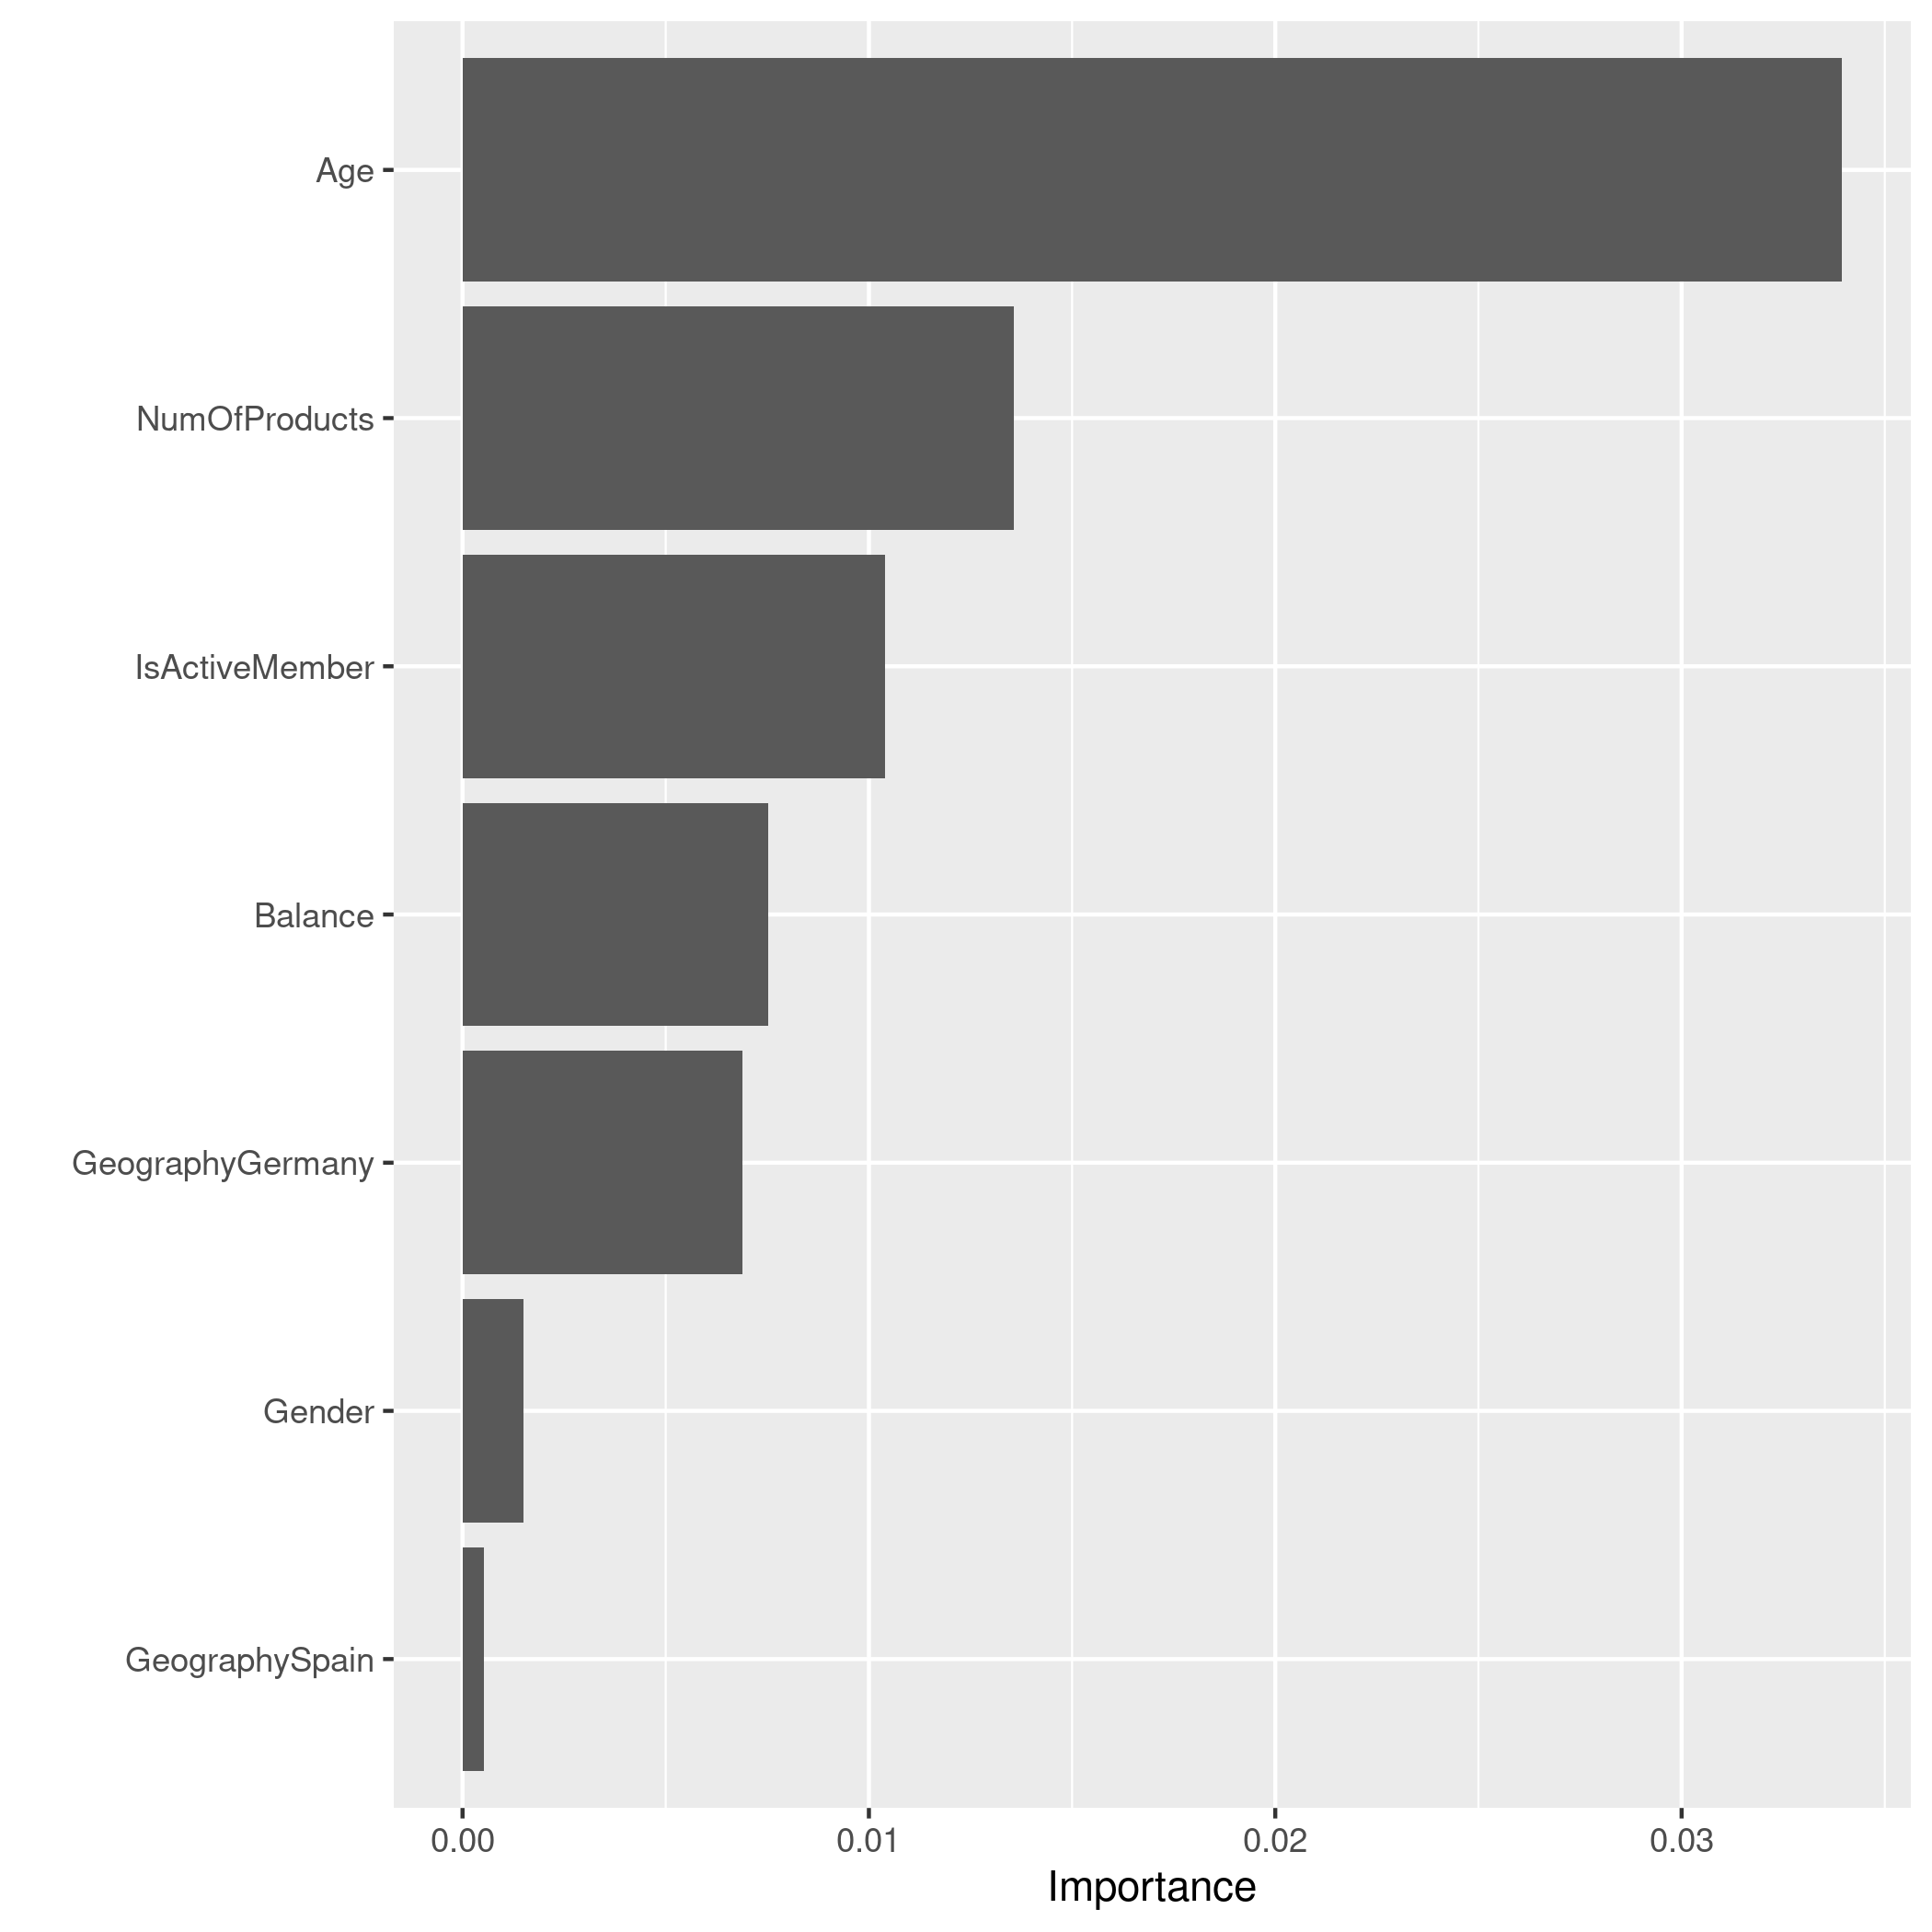 Age
NumOfProducts
IsActiveMember
Balance
GeographyGermany
Gender
GeographySpain
0.00 0.01 0.02 0.03
Importance